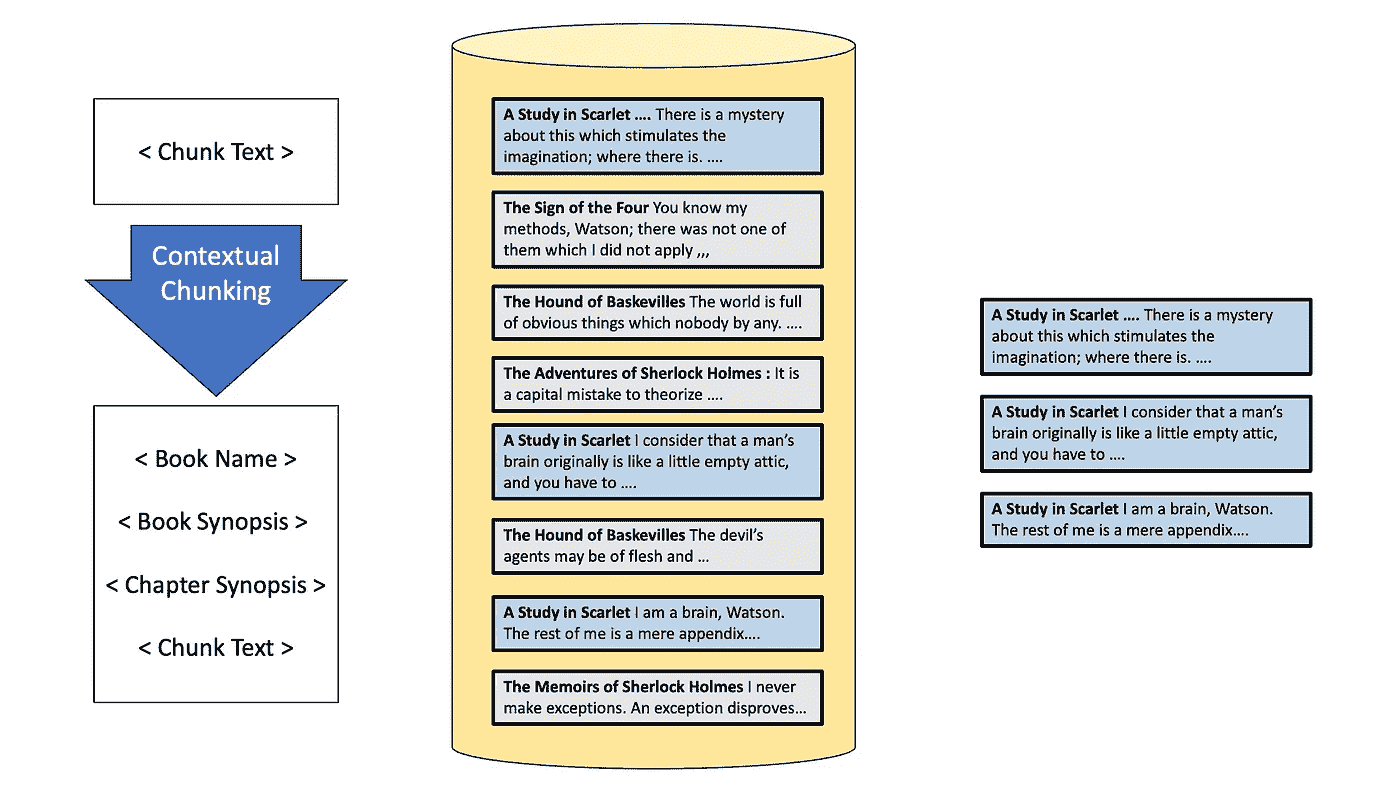 < Chunk Text >
Contextual
Chunking
< Book Name >
< Book Synopsis >
< Chapter Synopsis >
< Chunk Text >
A Study in Scarlet .... There is a mystery
about this which stimulates the
imagination; where there is. ....
The Sign of the Four You know my
methods, Watson; there was not one of
them which I did not apply ,,,
The Hound of Baskevilles The world is full
of obvious things which nobody by any. ....
The Adventures of Sherlock Holmes : It is
a capital mistake to theorize ....
A Study in Scarlet I consider that a man’s
brain originally is like a little empty attic,
and you have to ....
The Hound of Baskevilles The devil’s
agents may be of flesh and ...
A Study in Scarlet I am a brain, Watson.
The rest of me is a mere appendix....
The Memoirs of Sherlock Holmes I never
make exceptions. An exception disproves...
A Study in Scarlet .... There is a mystery
about this which stimulates the
imagination; where there is. ....
A Study in Scarlet I consider that a man’s
brain originally is like a little empty attic,
and you have to ....
A Study in Scarlet I am a brain, Watson.
The rest of me is a mere appendix....